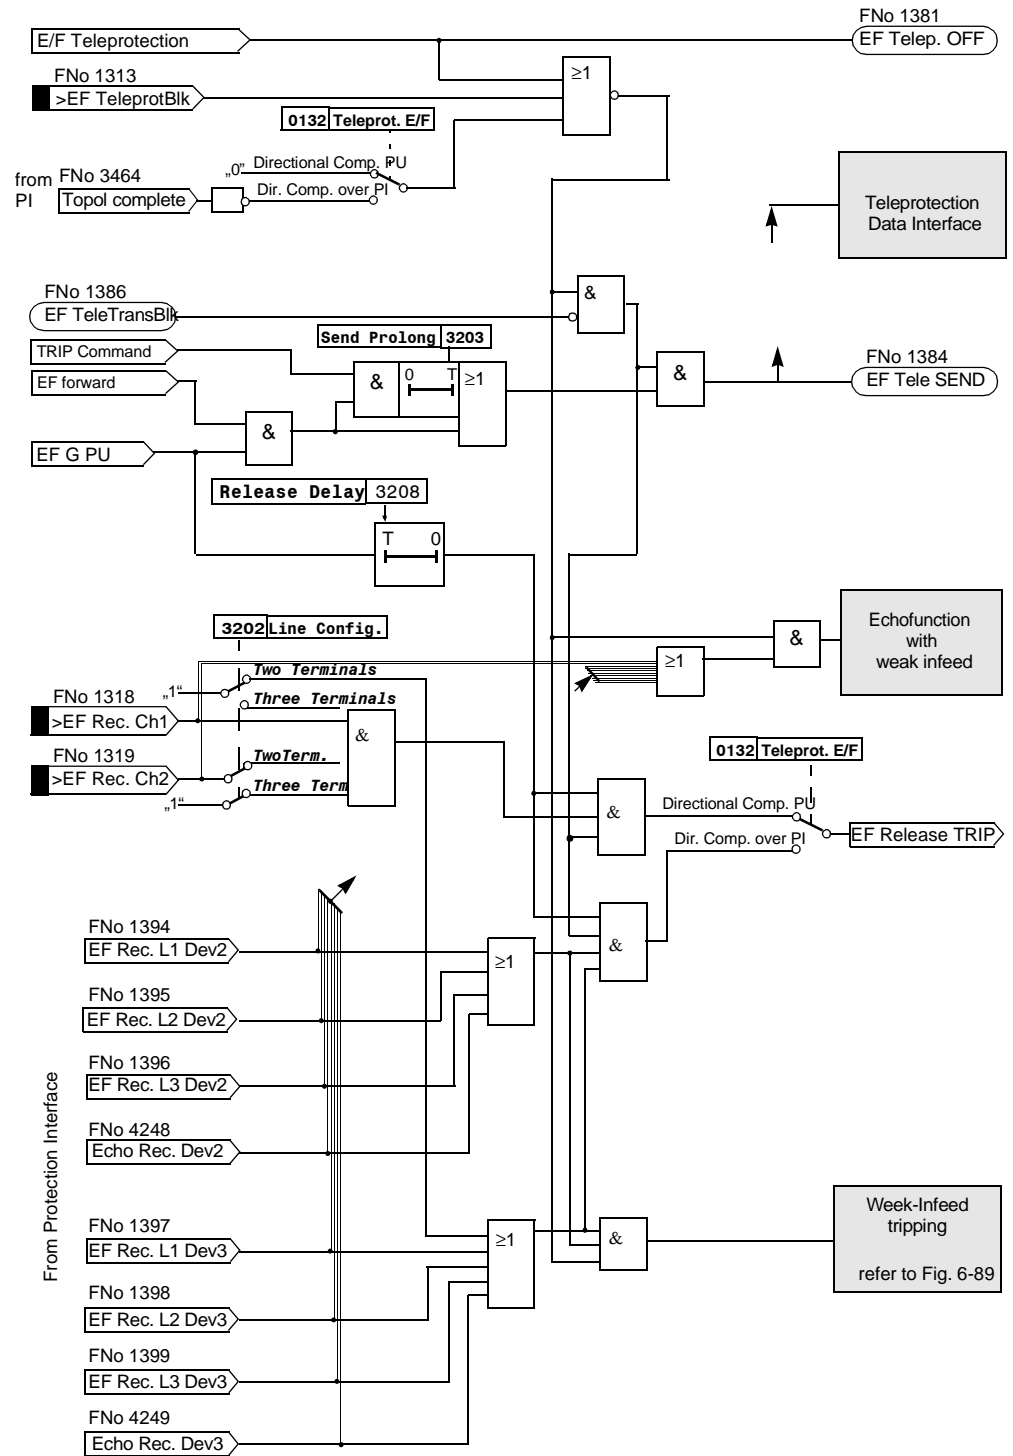 FNo 1381
E/F Teleprotection
EF Telep. OFF
FNo 1313
≥1
>EF TeleprotBlk
0132 Teleprot. E/F
„0” Directional Comp. PU
from PI
FNo 3464
Topol complete
Dir. Comp. over PI
Teleprotection
Data Interface
FNo 1386
&
EF TeleTransBlk
Send Prolong 3203
TRIP Command
FNo 1384
EF forward
&
0 T
≥1
&
EF Tele SEND
&
EF G PU
Release Delay 3208
T 0
3202 Line Config.
Echofunction
with
weak infeed
&
≥1
Two Terminals
„1“
FNo 1318
Three Terminals
>EF Rec. Ch1
&
FNo 1319
TwoTerm.
0132 Teleprot. E/F
>EF Rec. Ch2
Three Term
„1“
Directional Comp. PU
&
EF Release TRIP
Dir. Comp. over PI
FNo 1394
EF Rec. L1 Dev2
≥1
&
FNo 1395
EF Rec. L2 Dev2
FNo 1396
EF Rec. L3 Dev2
FNo 4248
Echo Rec. Dev2
From Protection Interface
FNo 1397
EF Rec. L1 Dev3
≥1
&
Week-Infeed
tripping
refer to Fig. 6-89
FNo 1398
EF Rec. L2 Dev3
FNo 1399
EF Rec. L3 Dev3
FNo 4249
Echo Rec. Dev3